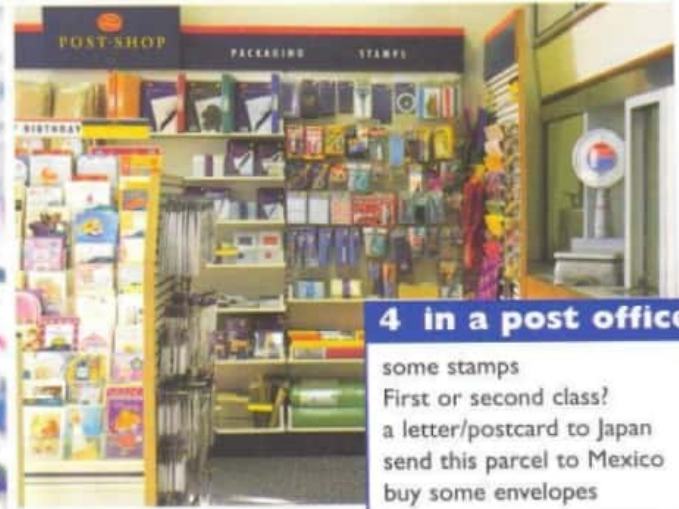 POST·SHOP
PACKAGING STAMPS
BIRTHDAY
4 in a post office
some stamps
First or second class?
a letter/postcard to Japan
send this parcel to Mexico
buy some envelopes